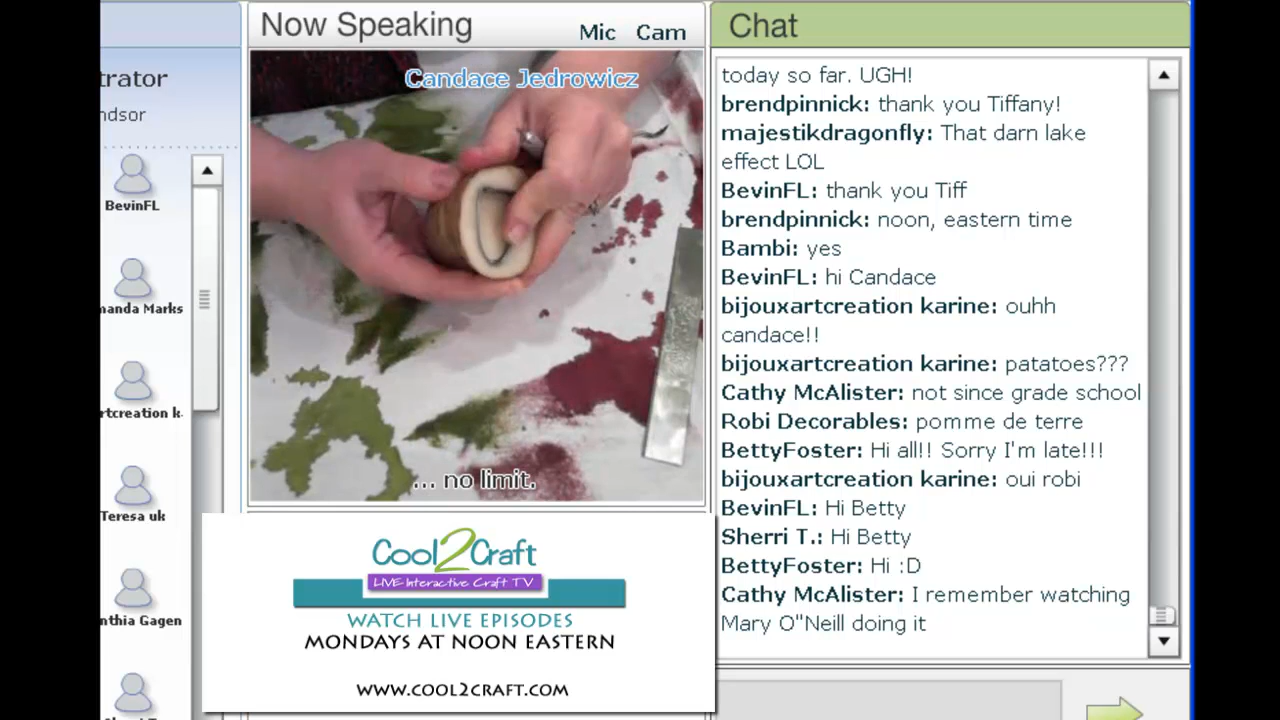 trator
ndsor
BevinFL
manda Marks
rtcreation k
Teresa uk
nthia Gagen
Now Speaking
Mic Cam
Candace Jedrowicz
... no limit.
Cool2Craft
LIVE Interactive Craft TV
WATCH LIVE EPISODES
MONDAYS AT NOON EASTERN
WWW.COOL2CRAFT.COM
Chat
today so far. UGH!
brendpinnick: thank you Tiffany!
majestikdragonfly: That darn lake
effect LOL
BevinFL: thank you Tiff
brendpinnick: noon, eastern time
Bambi: yes
BevinFL: hi Candace
bijouxartcreation karine: ouhh
candace!!
bijouxartcreation karine: patatoes???
Cathy McAlister: not since grade school
Robi Decorables: pomme de terre
BettyFoster: Hi all!! Sorry I'm late!!!
bijouxartcreation karine: oui robi
BevinFL: Hi Betty
Sherri T.: Hi Betty
BettyFoster: Hi :D
Cathy McAlister: I remember watching
Mary O"Neill doing it